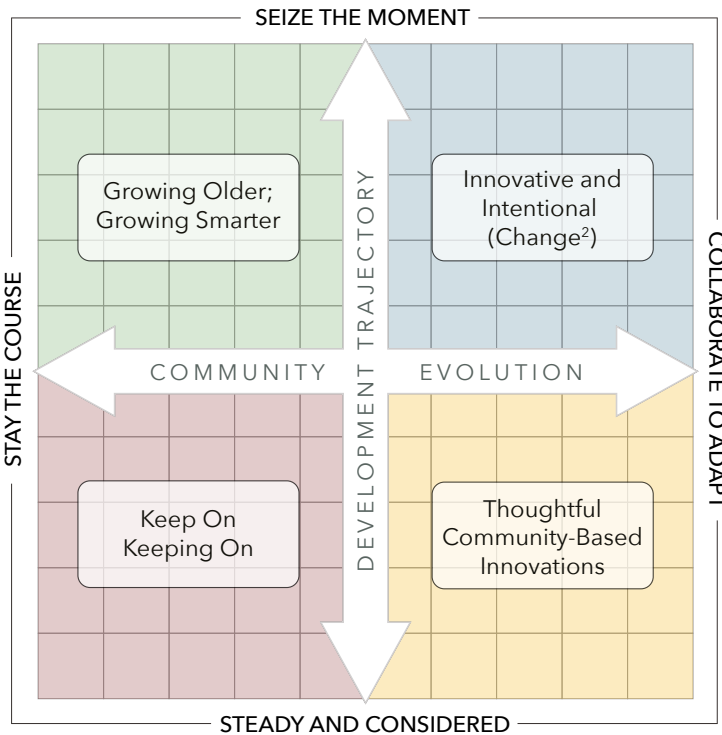 SEIZE THE MOMENT
Growing Older;
Growing Smarter
Innovative and
Intentional
(Change²)
STAY THE COURSE
COMMUNITY EVOLUTION
DEVELOPMENT TRAJECTORY
COLLABORATE TO ADAPT
Keep On
Keeping On
Thoughtful
Community-Based
Innovations
STEADY AND CONSIDERED